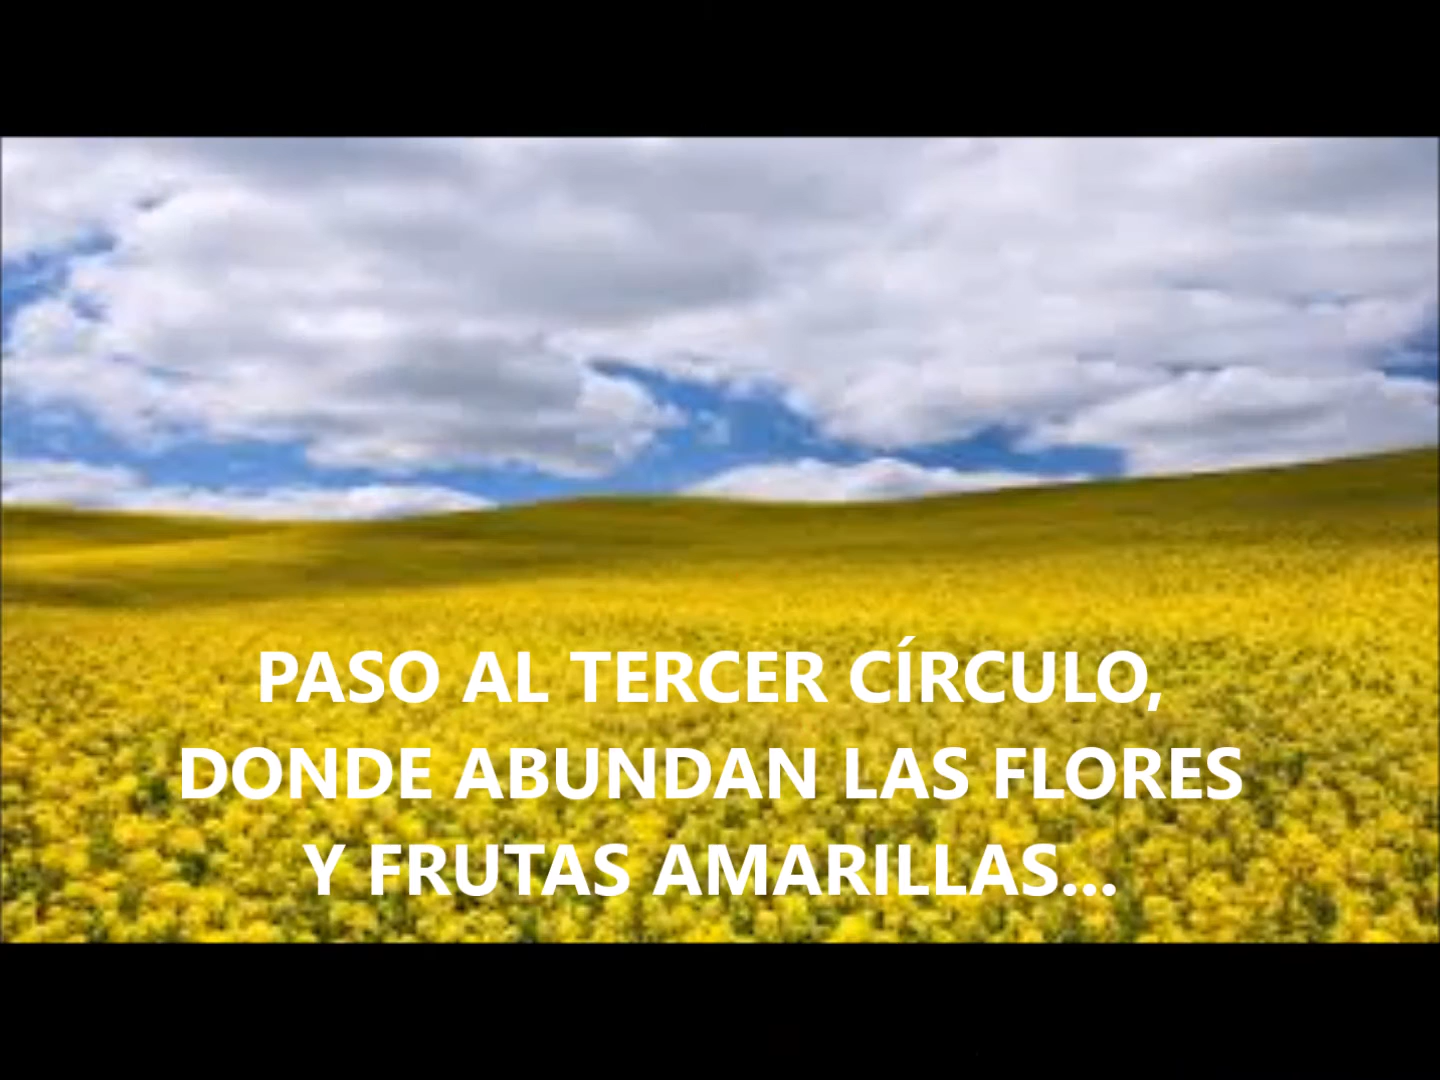 PASO AL TERCER CÍRCULO,
DONDE ABUNDAN LAS FLORES
Y FRUTAS AMARILLAS...